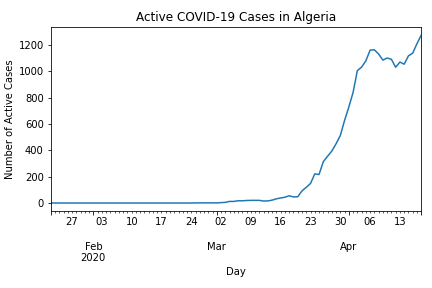 Active COVID-19 Cases in Algeria
Number of Active Cases
1200
1000
800
600
400
200
0
27 03 10 17 24 02 09 16 23 30 06 13
Feb Mar Apr
2020
Day